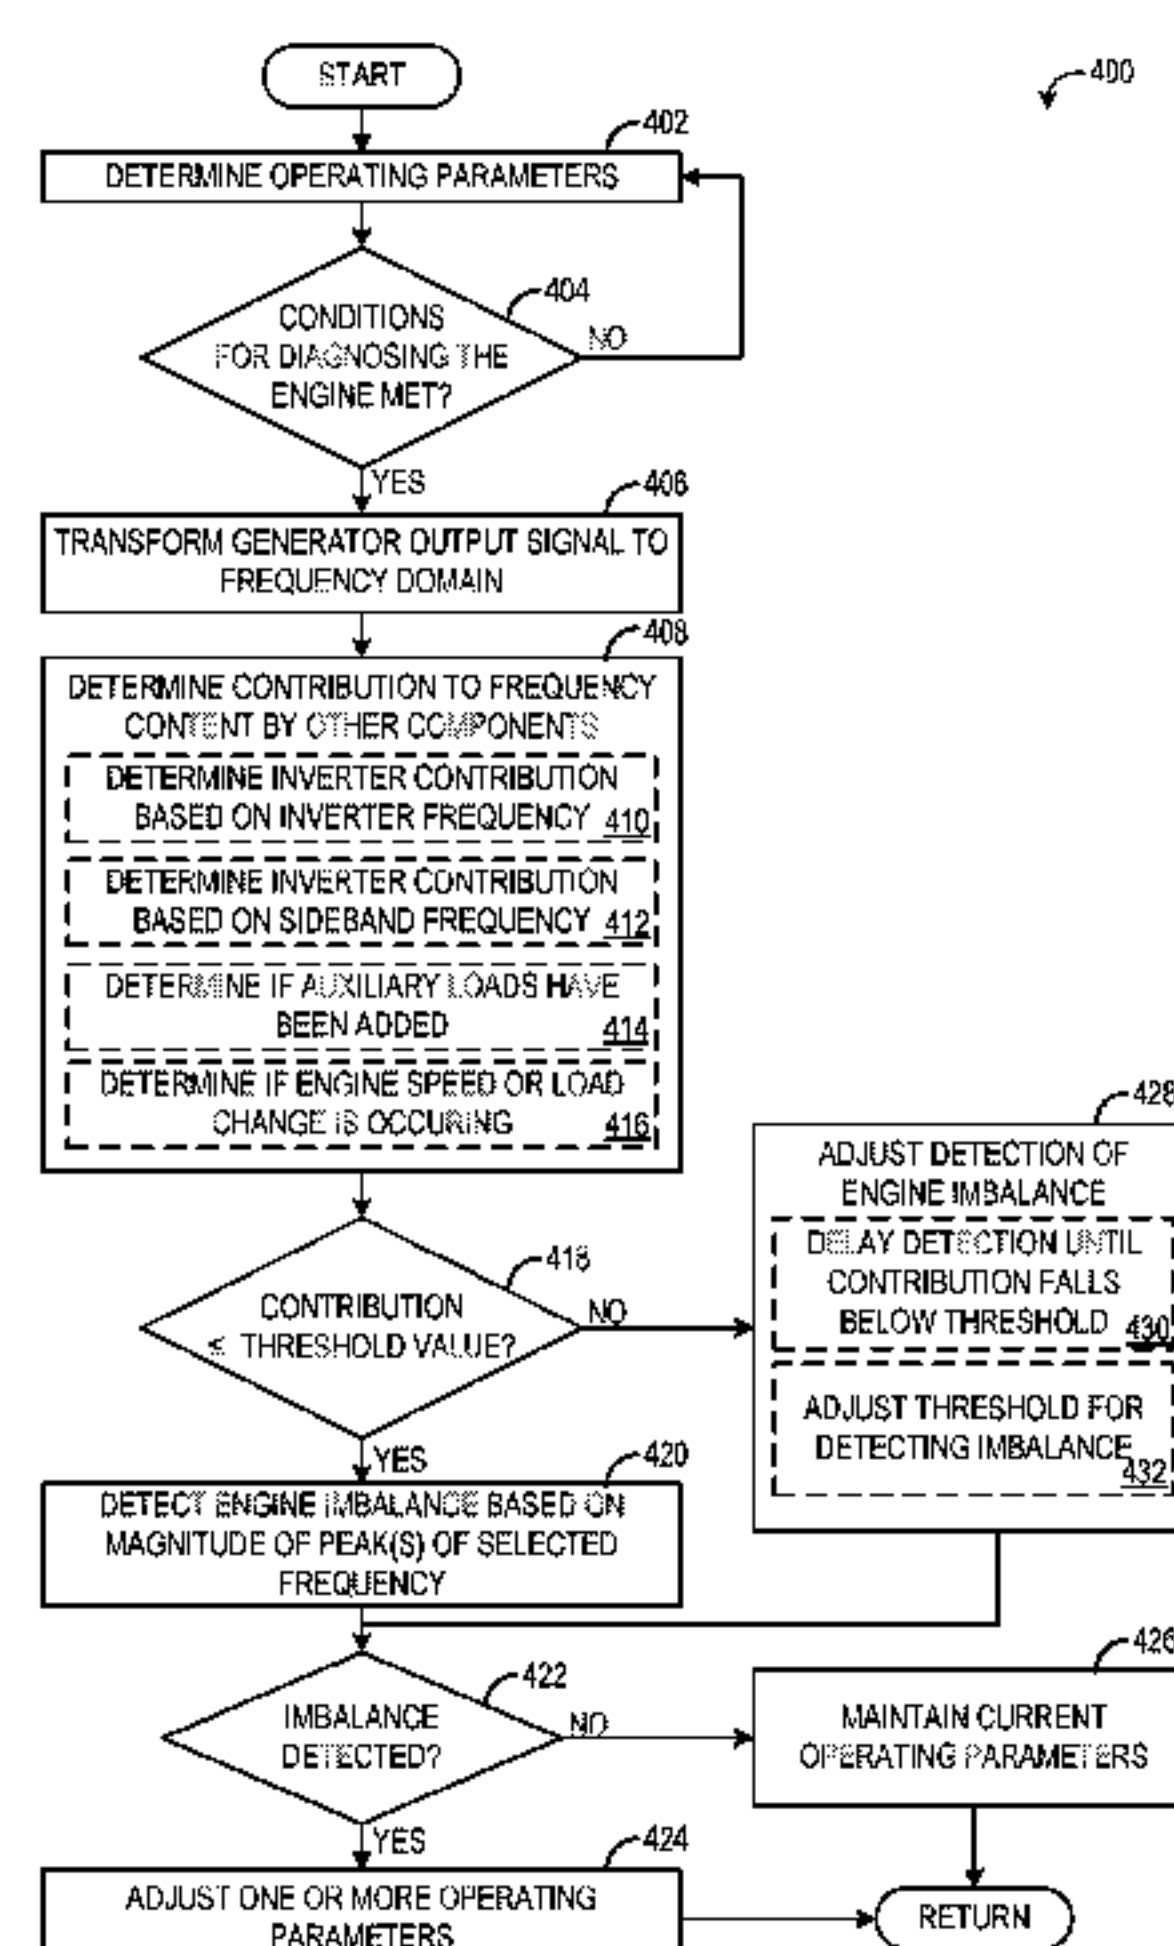 START
400
402
DETERMINE OPERATING PARAMETERS
404
CONDITIONS
FOR DIAGNOSING THE
ENGINE MET?
NO
YES
406
TRANSFORM GENERATOR OUTPUT SIGNAL TO
FREQUENCY DOMAIN
408
DETERMINE CONTRIBUTION TO FREQUENCY
CONTENT BY OTHER COMPONENTS
DETERMINE INVERTER CONTRIBUTION
BASED ON INVERTER FREQUENCY 410
DETERMINE INVERTER CONTRIBUTION
BASED ON SIDEBAND FREQUENCY 412
DETERMINE IF AUXILIARY LOADS HAVE
BEEN ADDED 414
DETERMINE IF ENGINE SPEED OR LOAD
CHANGE IS OCCURING 416
418
CONTRIBUTION
≤ THRESHOLD VALUE?
NO
YES
428
ADJUST DETECTION OF
ENGINE IMBALANCE
DELAY DETECTION UNTIL
CONTRIBUTION FALLS
BELOW THRESHOLD 430
ADJUST THRESHOLD FOR
DETECTING IMBALANCE
432
420
DETECT ENGINE IMBALANCE BASED ON
MAGNITUDE OF PEAK(S) OF SELECTED
FREQUENCY
422
IMBALANCE
DETECTED?
NO
YES
426
MAINTAIN CURRENT
OPERATING PARAMETERS
424
ADJUST ONE OR MORE OPERATING
PARAMETERS
RETURN